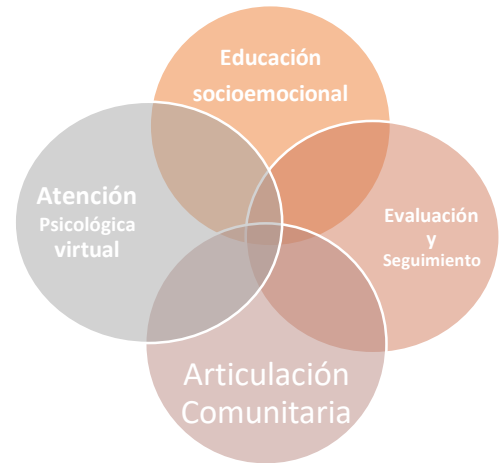 Educación
socioemocional
Atención
Psicológica
virtual
Evaluación
y
Seguimiento
Articulación
Comunitaria